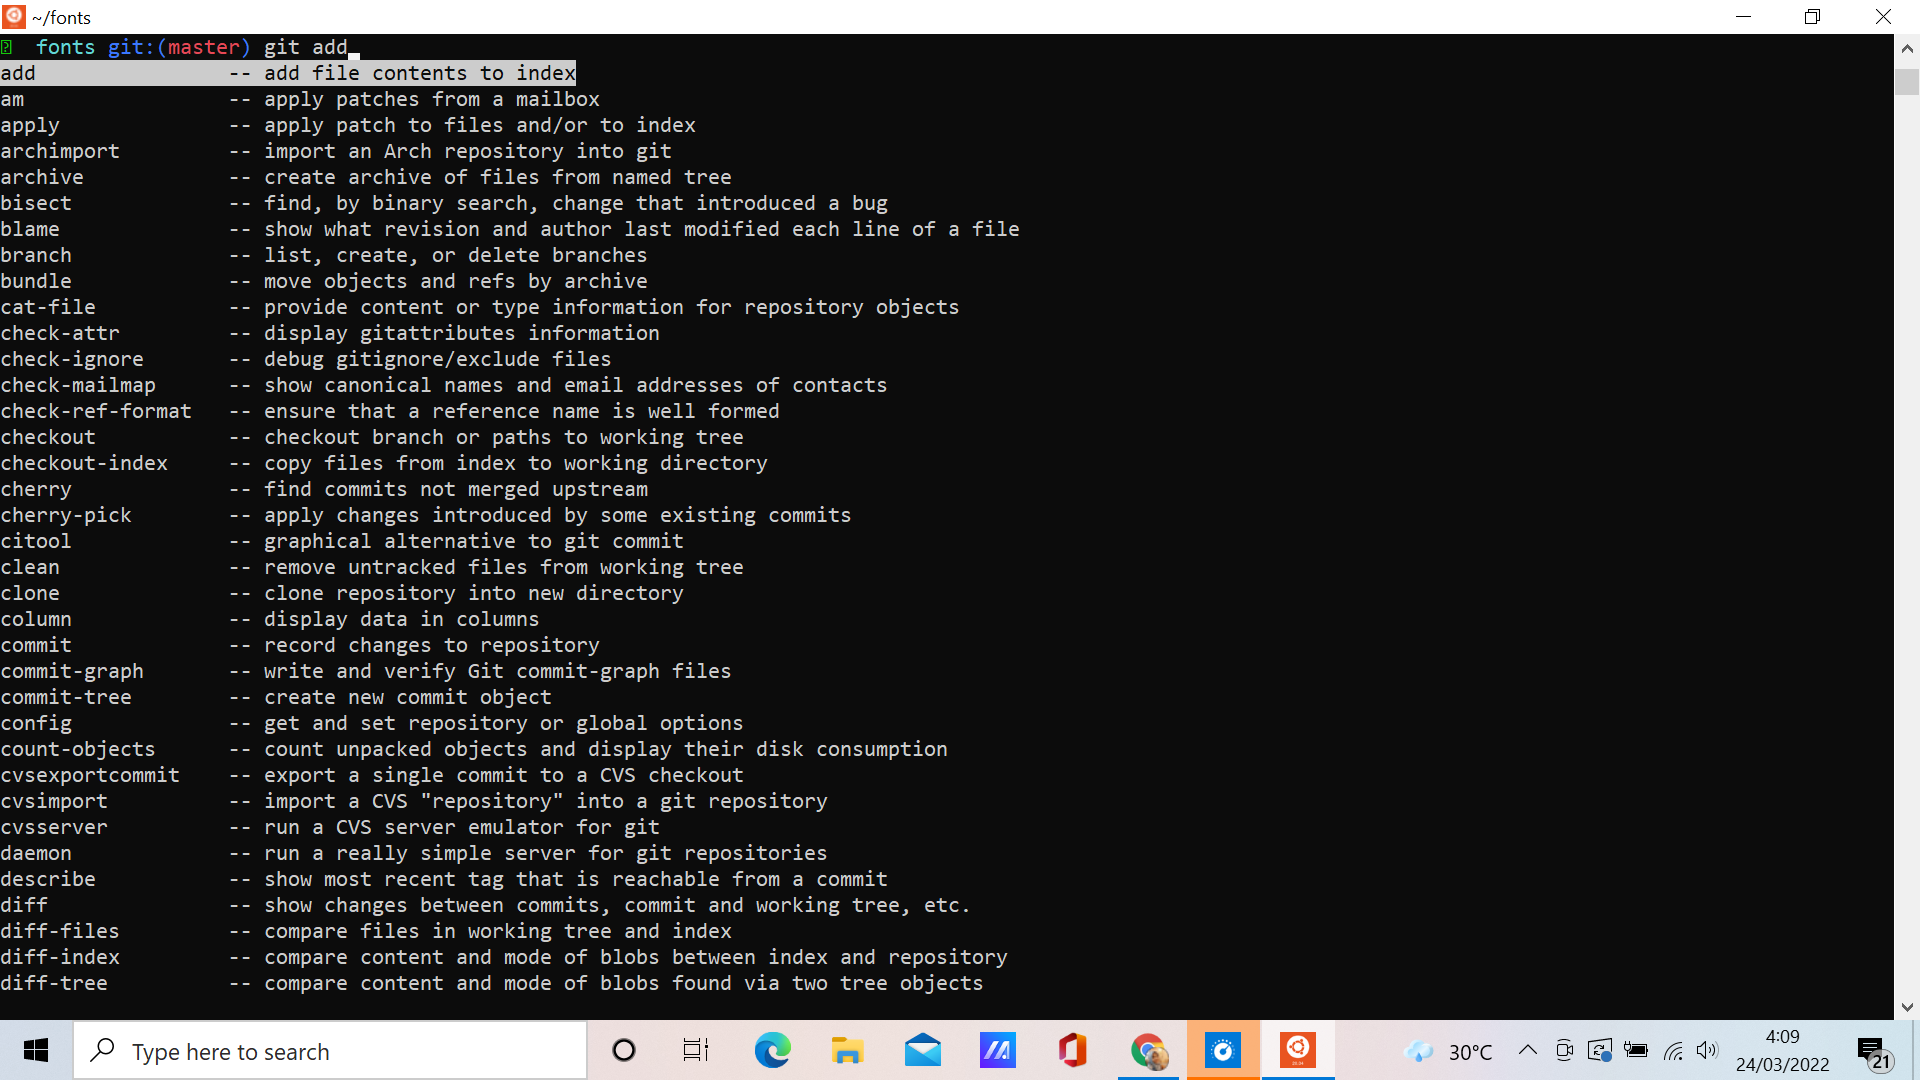 ~/fonts
fonts git:(master) git add
add -- add file contents to index
am -- apply patches from a mailbox
apply -- apply patch to files and/or to index
archimport -- import an Arch repository into git
archive -- create archive of files from named tree
bisect -- find, by binary search, change that introduced a bug
blame -- show what revision and author last modified each line of a file
branch -- list, create, or delete branches
bundle -- move objects and refs by archive
cat-file -- provide content or type information for repository objects
check-attr -- display gitattributes information
check-ignore -- debug gitignore/exclude files
check-mailmap -- show canonical names and email addresses of contacts
check-ref-format -- ensure that a reference name is well formed
checkout -- checkout branch or paths to working tree
checkout-index -- copy files from index to working directory
cherry -- find commits not merged upstream
cherry-pick -- apply changes introduced by some existing commits
citool -- graphical alternative to git commit
clean -- remove untracked files from working tree
clone -- clone repository into new directory
column -- display data in columns
commit -- record changes to repository
commit-graph -- write and verify Git commit-graph files
commit-tree -- create new commit object
config -- get and set repository or global options
count-objects -- count unpacked objects and display their disk consumption
cvsexportcommit -- export a single commit to a CVS checkout
cvsimport -- import a CVS "repository" into a git repository
cvsserver -- run a CVS server emulator for git
daemon -- run a really simple server for git repositories
describe -- show most recent tag that is reachable from a commit
diff -- show changes between commits, commit and working tree, etc.
diff-files -- compare files in working tree and index
diff-index -- compare content and mode of blobs between index and repository
diff-tree -- compare content and mode of blobs found via two tree objects
Type here to search
30°C
4:09
24/03/2022
21